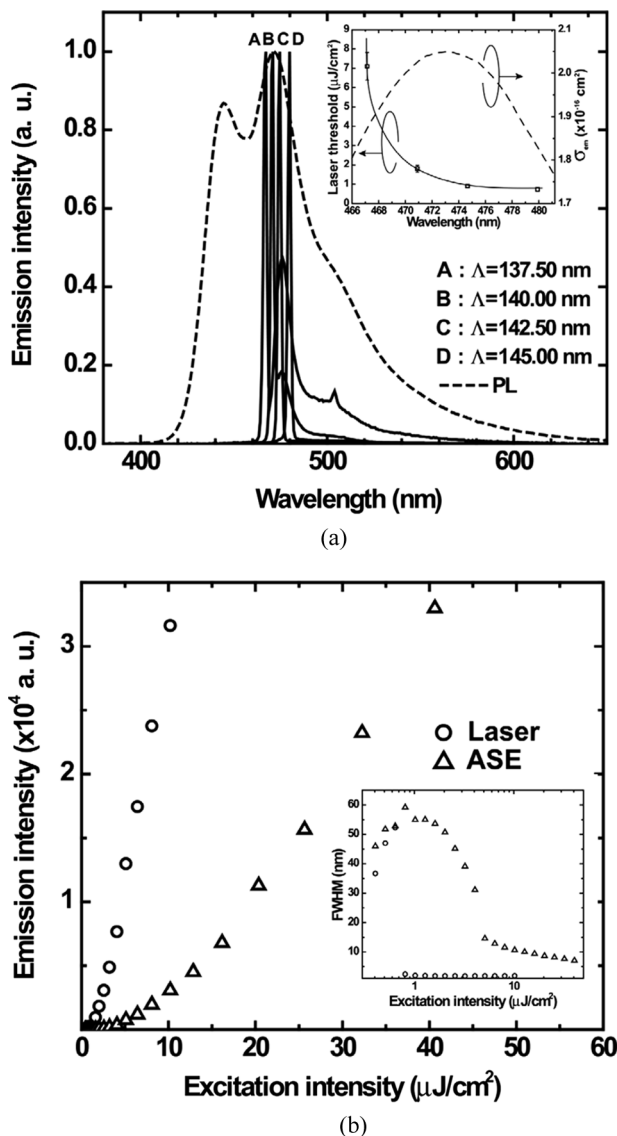 A B C D
Emission intensity (a. u.)
1.0
0.8
0.6
0.4
0.2
0.0
400
500
600
Wavelength (nm)
Laser threshold (μJ/cm²)
9
8
7
6
5
4
3
2
1
0
466 468 470 472 474 476 478 480
Wavelength (nm)
2.1
2.0
1.9
1.8
1.7
σem (x10⁻¹⁶ cm²)
A : Λ=137.50 nm
B : Λ=140.00 nm
C : Λ=142.50 nm
D : Λ=145.00 nm
PL
(a)
Emission intensity (x10⁴ a. u.)
3
2
1
0 10 20 30 40 50 60
Excitation intensity (μJ/cm²)
Laser
ASE
FWHM (nm)
60
50
40
30
20
10
1
10
Excitation intensity (μJ/cm²)
(b)